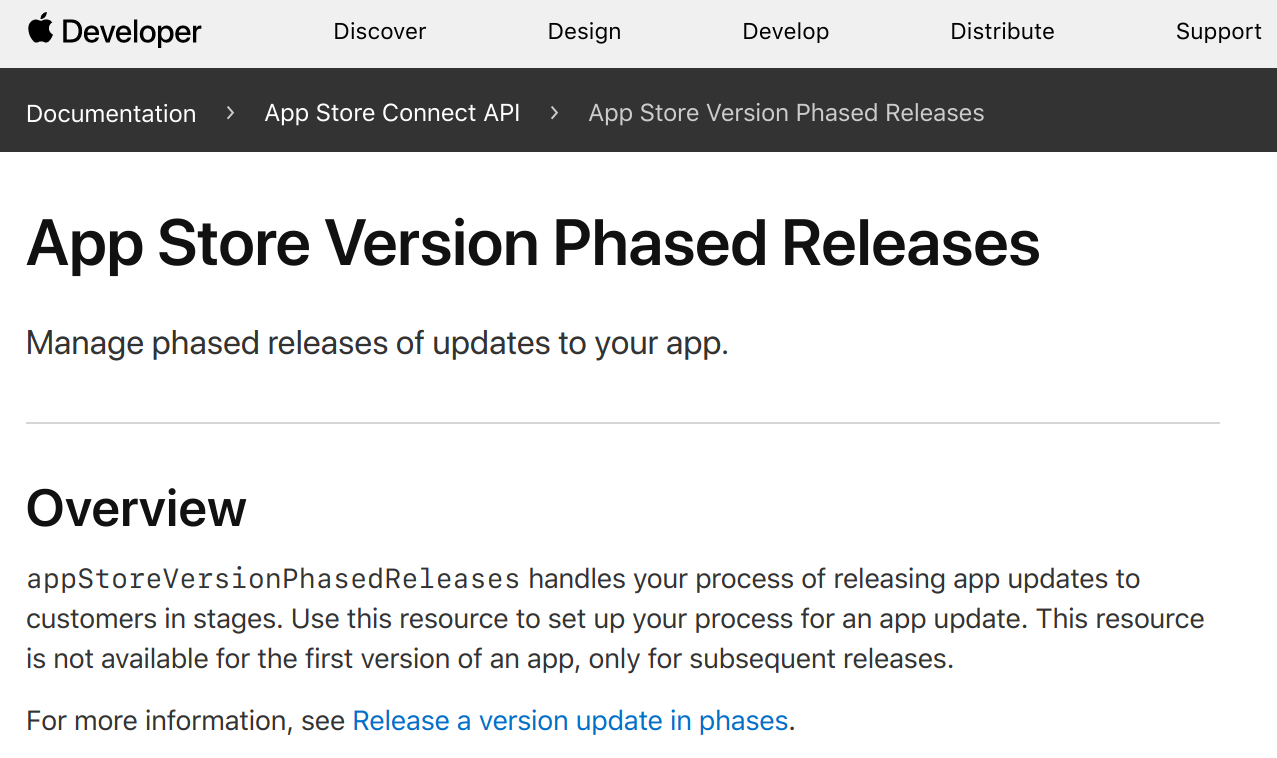 Developer Discover Design Develop Distribute Support
Documentation > App Store Connect API > App Store Version Phased Releases
App Store Version Phased Releases
Manage phased releases of updates to your app.
Overview
appStoreVersionPhasedReleases handles your process of releasing app updates to
customers in stages. Use this resource to set up your process for an app update. This resource
is not available for the first version of an app, only for subsequent releases.
For more information, see Release a version update in phases.